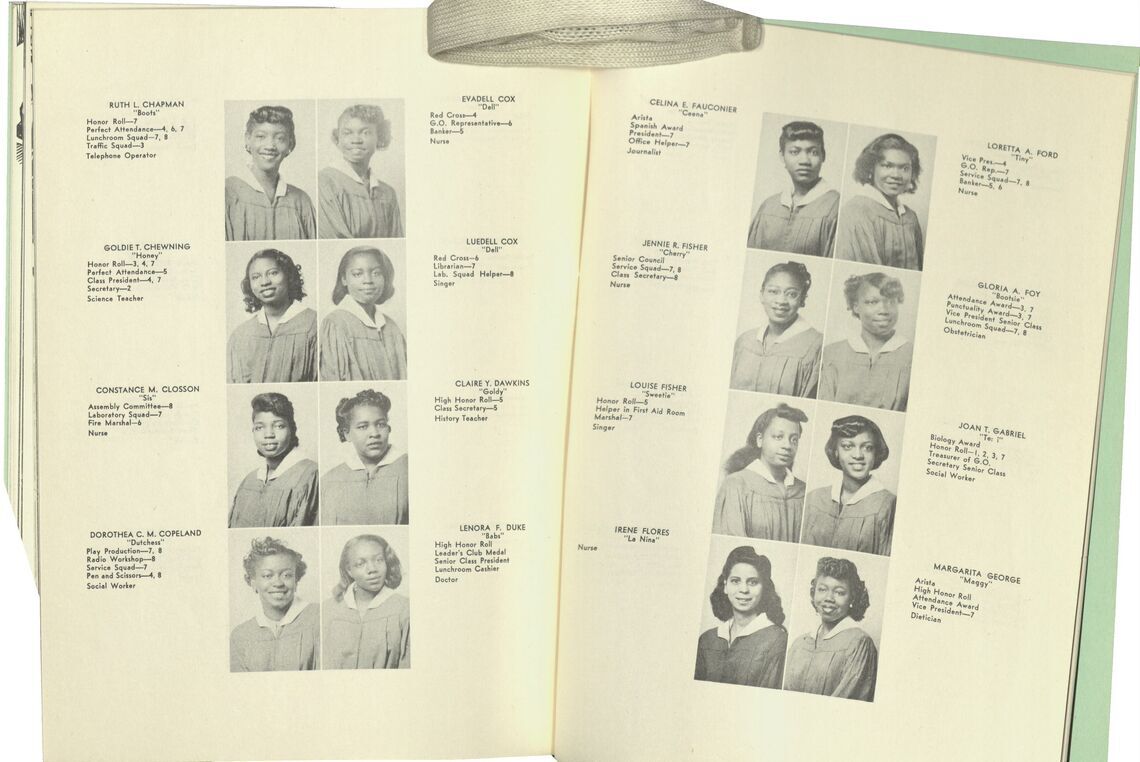 RUTH L. CHAPMAN
"Boots"
Honor Roll—7
Perfect Attendance—4, 6, 7
Lunchroom Squad—7, 8
Traffic Squad—3
Telephone Operator
GOLDIE T. CHEWNING
"Honey"
Honor Roll—3, 4, 7
Perfect Attendance—5
Class President—4, 7
Secretary—2
Science Teacher
CONSTANCE M. CLOSSON
"Sis"
Assembly Committee—8
Laboratory Squad—7
Fire Marshal—6
Nurse
DOROTHEA C. M. COPELAND
"Dutchess"
Play Production—7, 8
Radio Workshop—8
Service Squad—7
Pen and Scissors—4, 8
Social Worker
EVADELL COX
"Dell"
Red Cross—4
G.O. Representative—6
Banker—5
Nurse
LUEDELL COX
"Dell"
Red Cross—6
Librarian—7
Lab. Squad Helper—8
Singer
CLAIRE Y. DAWKINS
"Goldy"
High Honor Roll—5
Class Secretary—5
History Teacher
LENORA F. DUKE
"Babs"
High Honor Roll
Leader's Club Medal
Senior Class President
Lunchroom Cashier
Doctor
CELINA E. FAUCONIER
"Ceena"
Arista
Spanish Award
President—7
Office Helper—7
Journalist
JENNIE R. FISHER
"Cherry"
Senior Council
Service Squad—7, 8
Class Secretary—8
Nurse
LOUISE FISHER
"Sweetie"
Honor Roll—5
Helper in First Aid Room
Marshal—7
Singer
IRENE FLORES
"La Nina"
Nurse
LORETTA A. FORD
"Tiny"
Vice Pres.—4
G.O. Rep.—7
Service Squad—7, 8
Banker—5, 6
Nurse
GLORIA A. FOY
"Bootsie"
Attendance Award—3, 7
Punctuality Award—3, 7
Vice President Senior Class
Lunchroom Squad—7, 8
Obstetrician
JOAN T. GABRIEL
Biology Award
Honor Roll—1, 2, 3, 7
Treasurer of G.O.
Secretary Senior Class
Social Worker
MARGARITA GEORGE
"Maggy"
Arista
High Honor Roll
Attendance Award
Vice President—7
Dietician